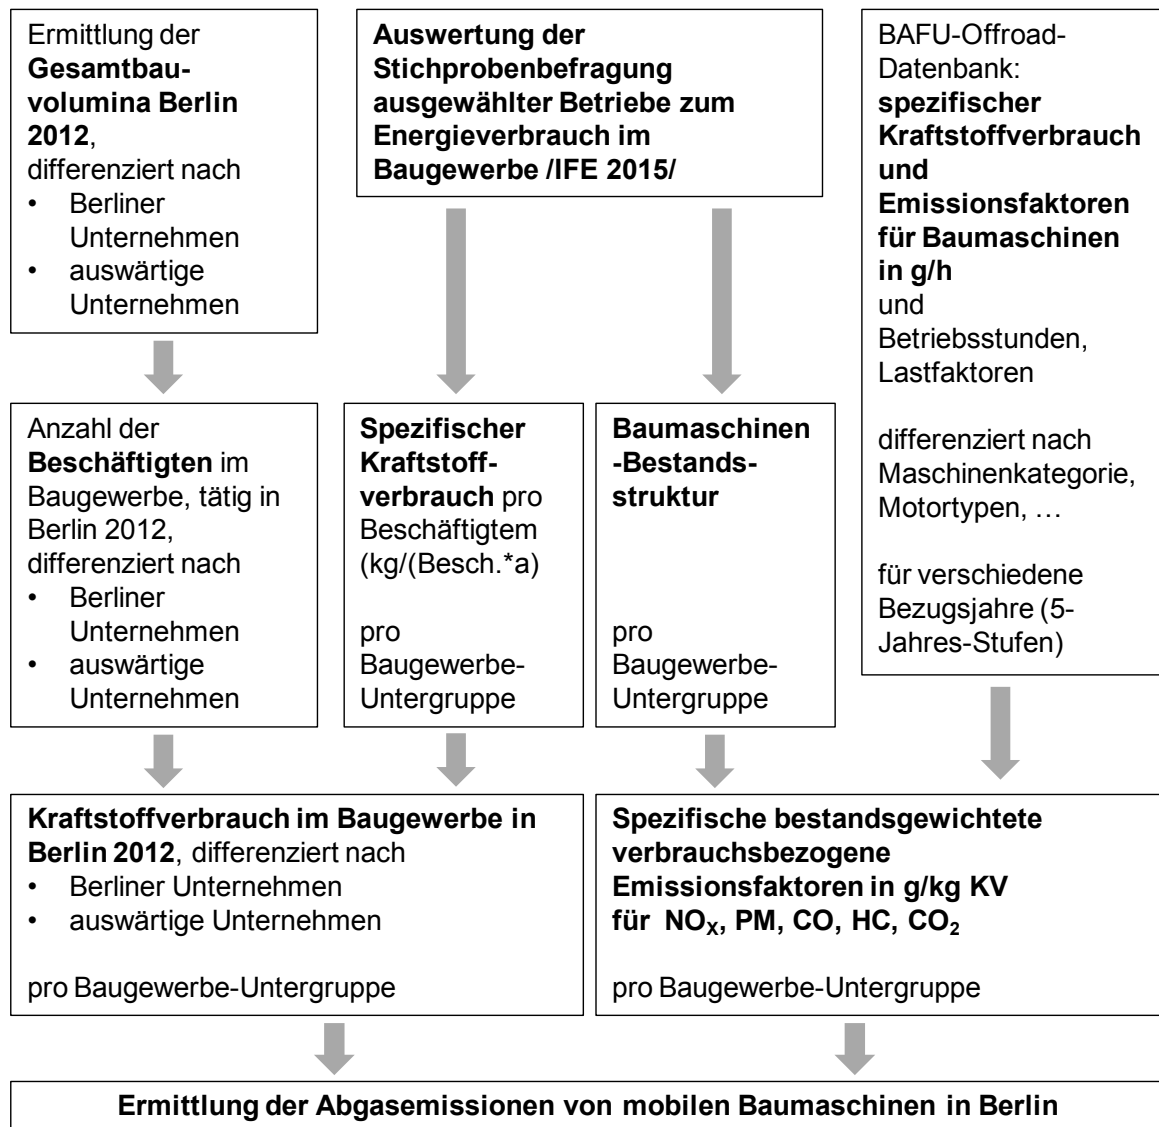 Ermittlung der
Gesamtbau-
volumina Berlin
2012,
differenziert nach
• Berliner
Unternehmen
• auswärtige
Unternehmen
Auswertung der
Stichprobenbefragung
ausgewählter Betriebe zum
Energieverbrauch im
Baugewerbe /IFE 2015/
BAFU-Offroad-
Datenbank:
spezifischer
Kraftstoffverbrauch
und
Emissionsfaktoren
für Baumaschinen
in g/h
und
Betriebsstunden,
Lastfaktoren
differenziert nach
Maschinenkategorie,
Motortypen, …
für verschiedene
Bezugsjahre (5-
Jahres-Stufen)
Anzahl der
Beschäftigten im
Baugewerbe, tätig in
Berlin 2012,
differenziert nach
• Berliner
Unternehmen
• auswärtige
Unternehmen
Spezifischer
Kraftstoff-
verbrauch pro
Beschäftigtem
(kg/(Besch.*a)
pro
Baugewerbe-
Untergruppe
Baumaschinen
-Bestands-
struktur
pro
Baugewerbe-
Untergruppe
Kraftstoffverbrauch im Baugewerbe in
Berlin 2012, differenziert nach
• Berliner Unternehmen
• auswärtige Unternehmen
pro Baugewerbe-Untergruppe
Spezifische bestandsgewichtete
verbrauchsbezogene
Emissionsfaktoren in g/kg KV
für NOX, PM, CO, HC, CO2
pro Baugewerbe-Untergruppe
Ermittlung der Abgasemissionen von mobilen Baumaschinen in Berlin